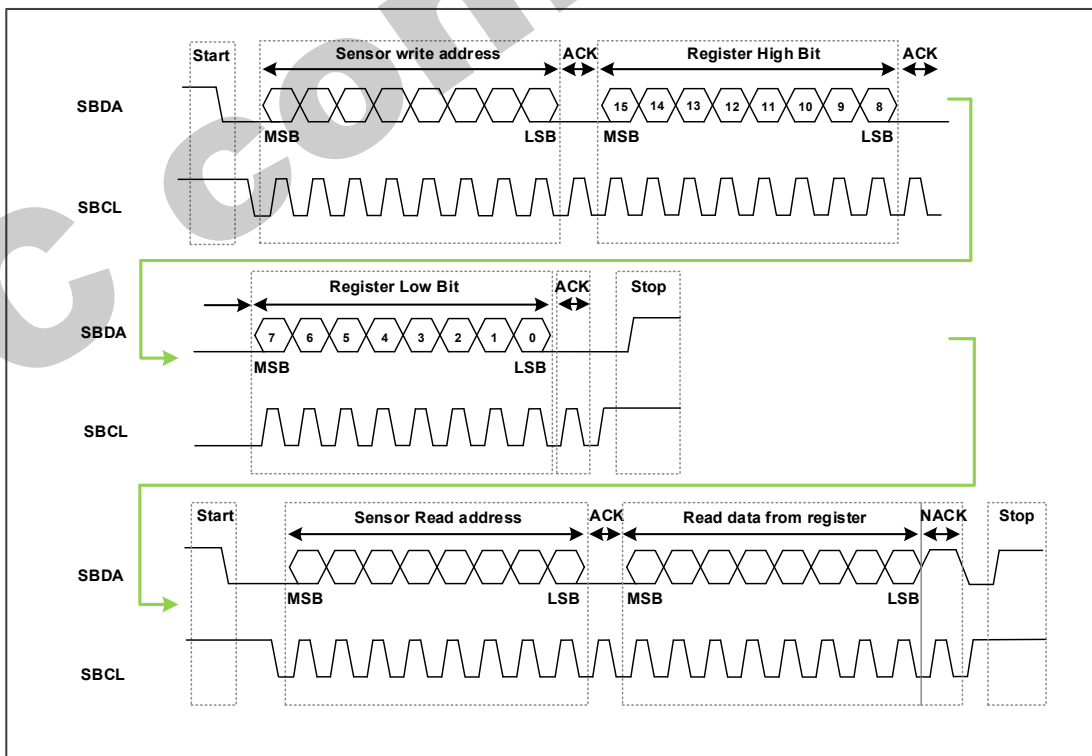 Start Sensor write address ACK Register High Bit ACK
SBDA 15 14 13 12 11 10 9 8
MSB LSB MSB LSB
SBCL
Register Low Bit ACK Stop
SBDA 7 6 5 4 3 2 1 0
MSB LSB
SBCL
Start Sensor Read address ACK Read data from register NACK Stop
SBDA
MSB LSB MSB LSB
SBCL